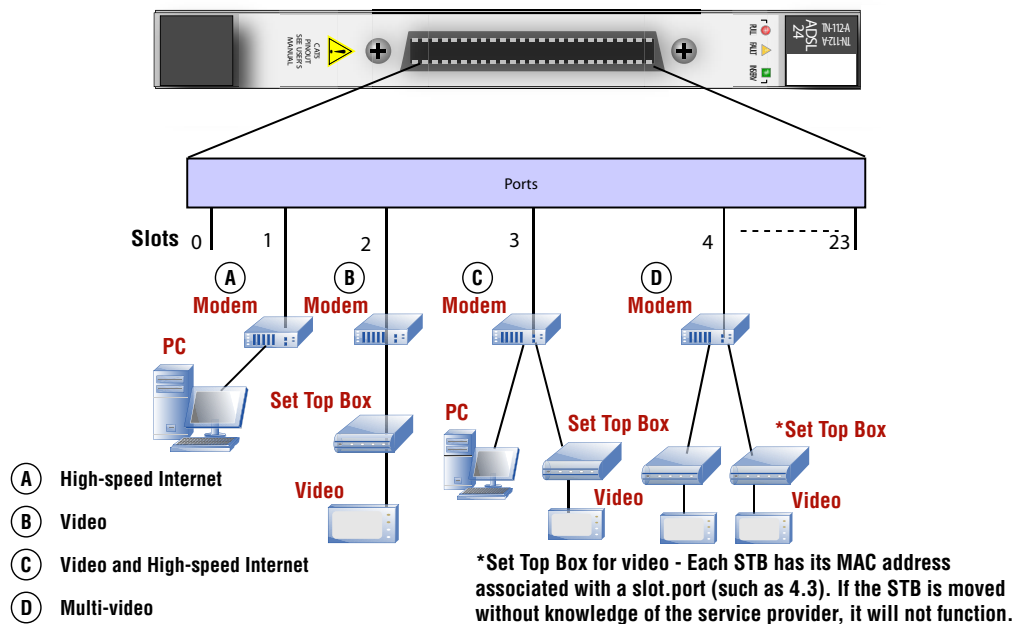 CAT5
PINOUT
SEE USER'S
MANUAL
PULL
FAULT
INSRV
TN-112-A
V-211-NL
ADSL
24
Ports
Slots 0 1 2 3 4 23
A B C D
Modem Modem Modem Modem
PC
Set Top Box
PC
Set Top Box
*Set Top Box
Video
Video
Video
A High-speed Internet
B Video
C Video and High-speed Internet
D Multi-video
*Set Top Box for video - Each STB has its MAC address
associated with a slot.port (such as 4.3). If the STB is moved
without knowledge of the service provider, it will not function.